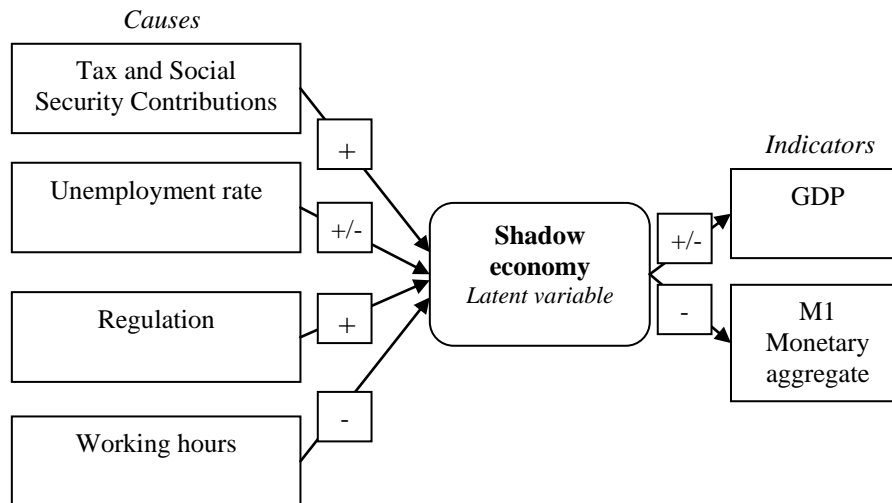 Causes
Tax and Social
Security Contributions
+
Unemployment rate
+/-
Regulation
+
Working hours
-
Shadow
economy
Latent variable
Indicators
+/-
GDP
-
M1
Monetary
aggregate